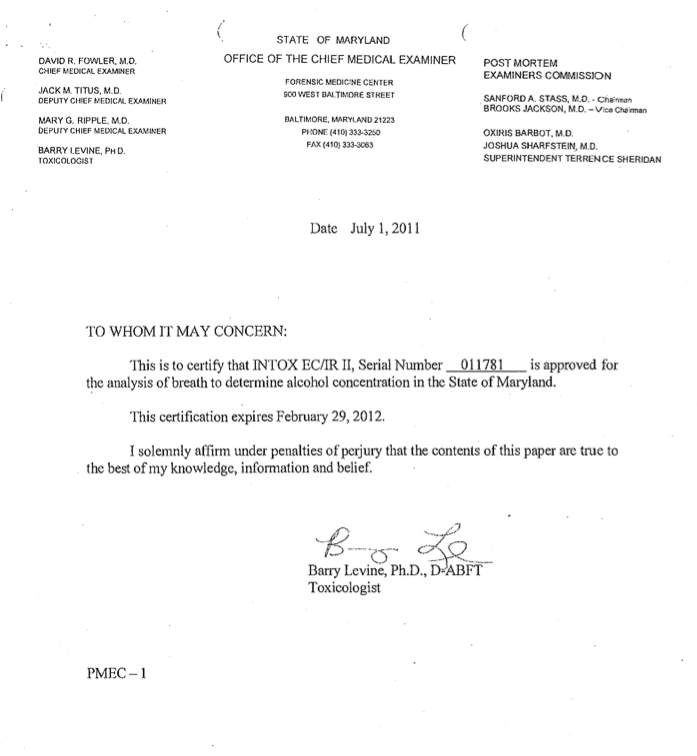 STATE OF MARYLAND
OFFICE OF THE CHIEF MEDICAL EXAMINER
FORENSIC MEDICINE CENTER
900 WEST BALTIMORE STREET
BALTIMORE, MARYLAND 21223
PHONE (410) 333-3250
FAX (410) 333-3063
DAVID R. FOWLER, M.D.
CHIEF MEDICAL EXAMINER
JACK M. TITUS, M.D.
DEPUTY CHIEF MEDICAL EXAMINER
MARY G. RIPPLE, M.D.
DEPUTY CHIEF MEDICAL EXAMINER
BARRY LEVINE, PH D.
TOXICOLOGIST
POST MORTEM
EXAMINERS COMMISSION
SANFORD A. STASS, M.D. - Chairman
BROOKS JACKSON, M.D. – Vice Chairman
OXIRIS BARBOT, M.D.
JOSHUA SHARFSTEIN, M.D.
SUPERINTENDENT TERRENCE SHERIDAN
Date July 1, 2011
TO WHOM IT MAY CONCERN:
This is to certify that INTOX EC/IR II, Serial Number 011781 is approved for
the analysis of breath to determine alcohol concentration in the State of Maryland.
This certification expires February 29, 2012.
I solemnly affirm under penalties of perjury that the contents of this paper are true to
the best of my knowledge, information and belief.
Barry Levine, Ph.D., D-ABFT
Toxicologist
PMEC – 1